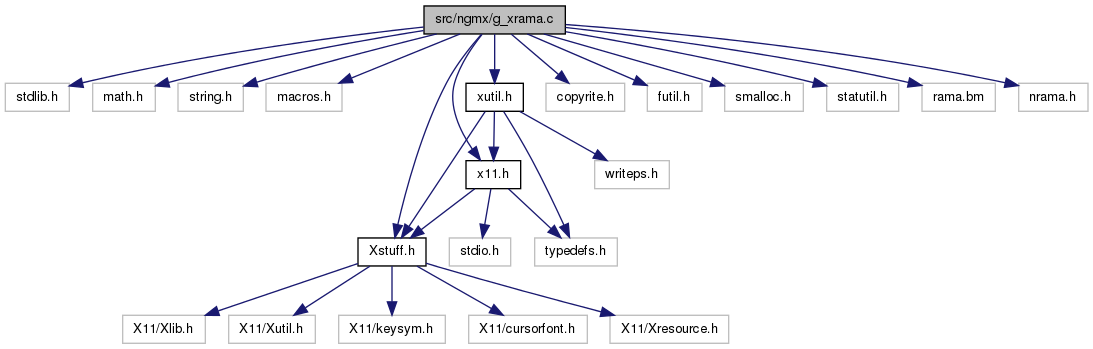 src/ngmx/g_xrama.c
stdlib.h
math.h
string.h
macros.h
xutil.h
copyrite.h
futil.h
smalloc.h
statutil.h
rama.bm
nrama.h
x11.h
writeps.h
Xstuff.h
stdio.h
typedefs.h
X11/Xlib.h
X11/Xutil.h
X11/keysym.h
X11/cursorfont.h
X11/Xresource.h